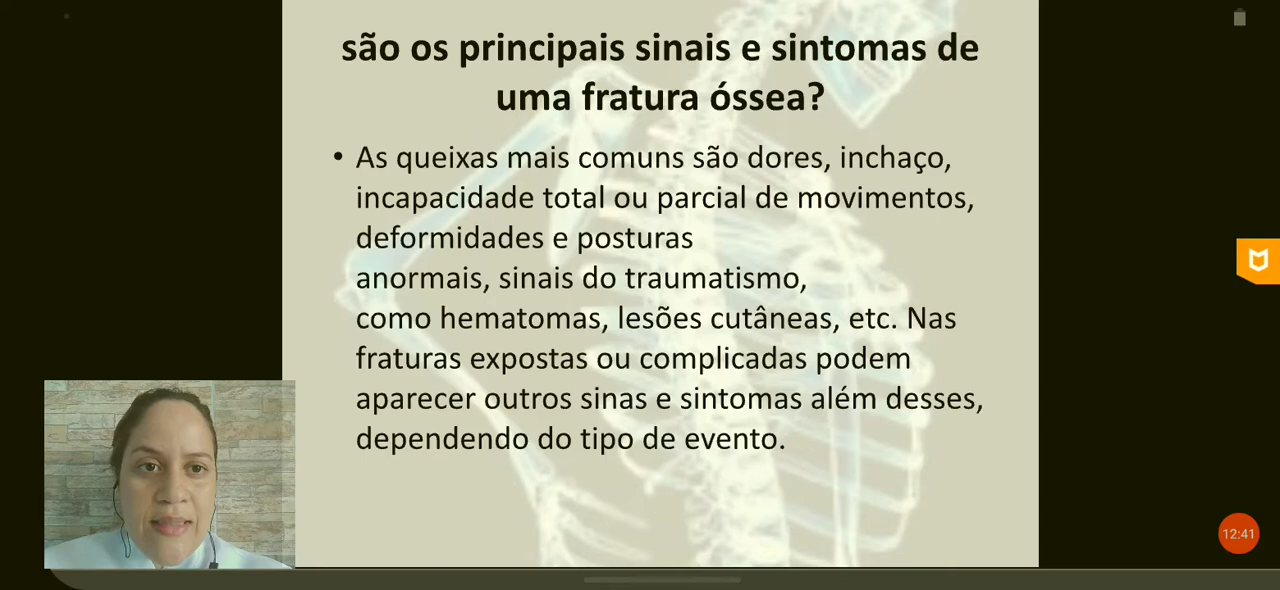 são os principais sinais e sintomas de
uma fratura óssea?
• As queixas mais comuns são dores, inchaço,
incapacidade total ou parcial de movimentos,
deformidades e posturas
anormais, sinais do traumatismo,
como hematomas, lesões cutâneas, etc. Nas
fraturas expostas ou complicadas podem
aparecer outros sinas e sintomas além desses,
dependendo do tipo de evento.
12:41